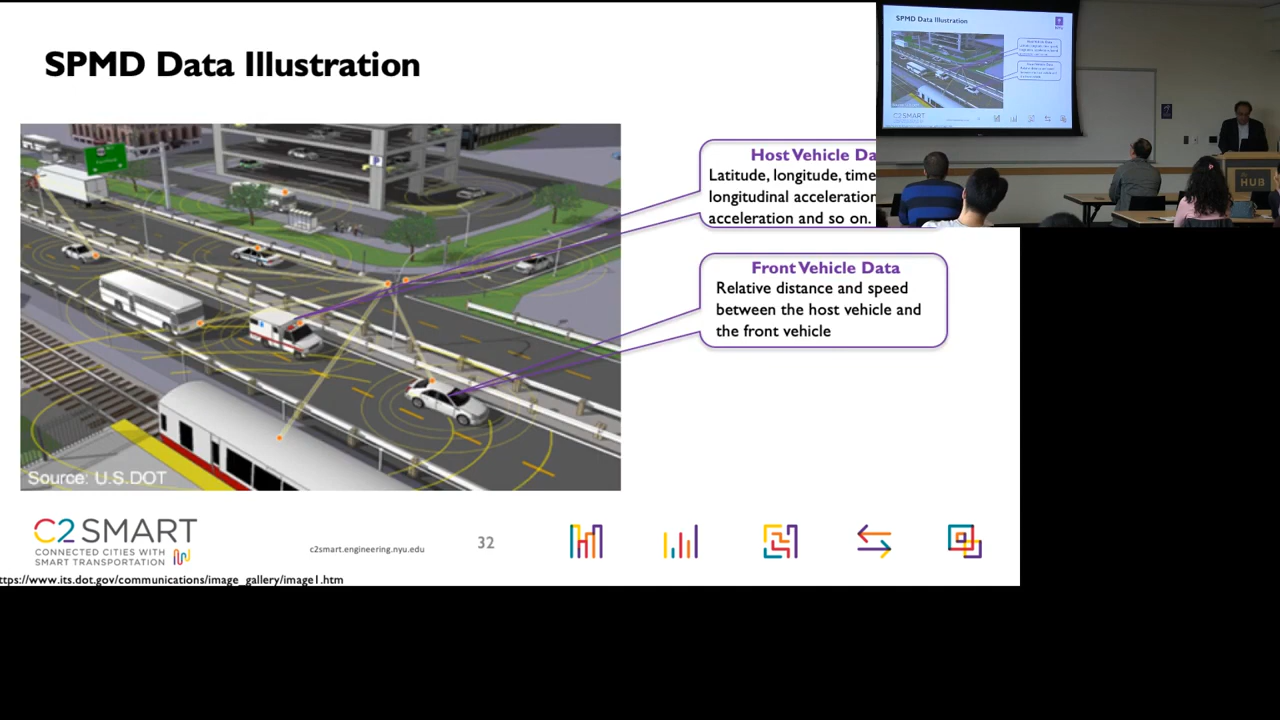 SPMD Data Illustration
Host Vehicle Da
Latitude, longitude, time
longitudinal acceleration
acceleration and so on.
Front Vehicle Data
Relative distance and speed
between the host vehicle and
the front vehicle
P
Source: U.S.DOT
C2 SMART
CONNECTED CITIES WITH
SMART TRANSPORTATION
c2smart.engineering.nyu.edu
32
ttps://www.its.dot.gov/communications/image_gallery/image1.htm
SPMD Data Illustration
C2SMART
HUB